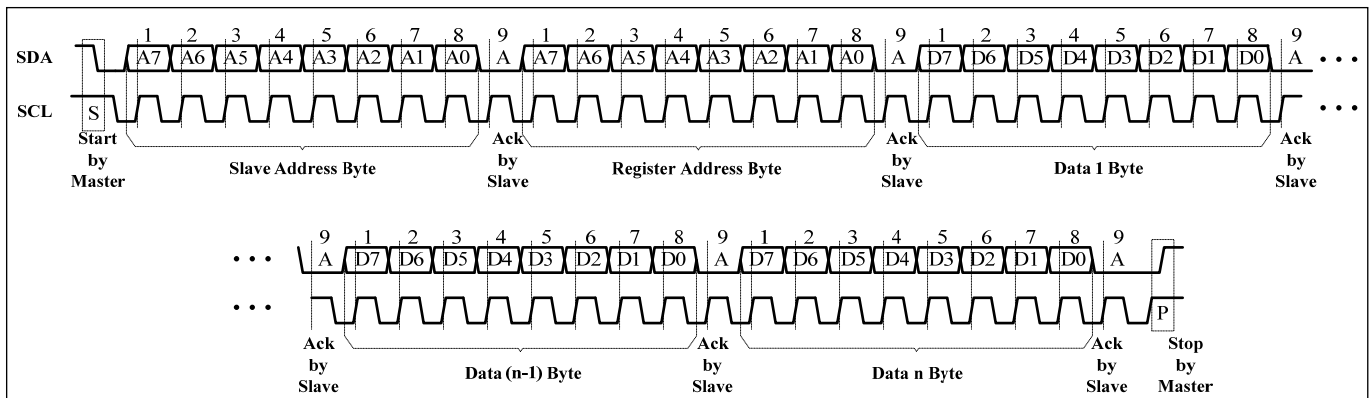 1 2 3 4 5 6 7 8 9 1 2 3 4 5 6 7 8 9 1 2 3 4 5 6 7 8 9
SDA A7 A6 A5 A4 A3 A2 A1 A0 A A7 A6 A5 A4 A3 A2 A1 A0 A D7 D6 D5 D4 D3 D2 D1 D0 A • • •
SCL S • • •
Start by Master
Slave Address Byte
Ack by Slave
Register Address Byte
Ack by Slave
Data 1 Byte
Ack by Slave
9 1 2 3 4 5 6 7 8 9 1 2 3 4 5 6 7 8 9
• • • A D7 D6 D5 D4 D3 D2 D1 D0 A D7 D6 D5 D4 D3 D2 D1 D0 A
• • • P
Ack by Slave
Data (n-1) Byte
Ack by Slave
Data n Byte
Ack by Slave
Stop by Master